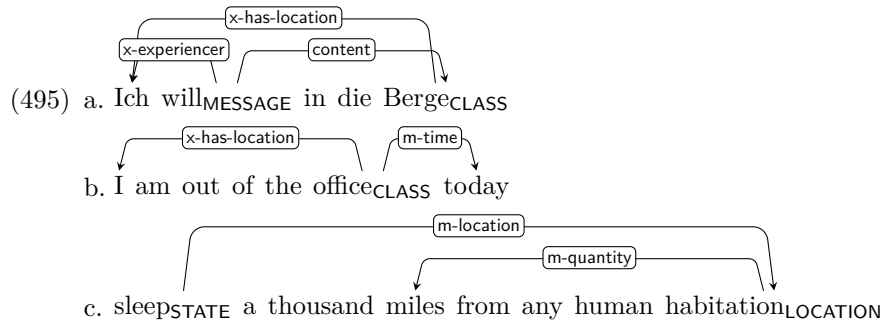 x-has-location
x-experiencer content
(495) a. Ich willMESSAGE in die BergeCLASS
x-has-location m-time
b. I am out of the officeCLASS today
m-location
m-quantity
c. sleepSTATE a thousand miles from any human habitationLOCATION